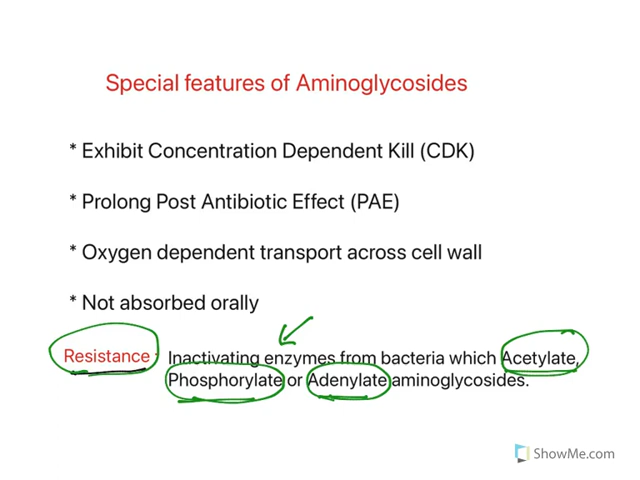 Special features of Aminoglycosides
* Exhibit Concentration Dependent Kill (CDK)
* Prolong Post Antibiotic Effect (PAE)
* Oxygen dependent transport across cell wall
* Not absorbed orally
Resistance - Inactivating enzymes from bacteria which Acetylate,
Phosphorylate or Adenylate aminoglycosides.
ShowMe.com